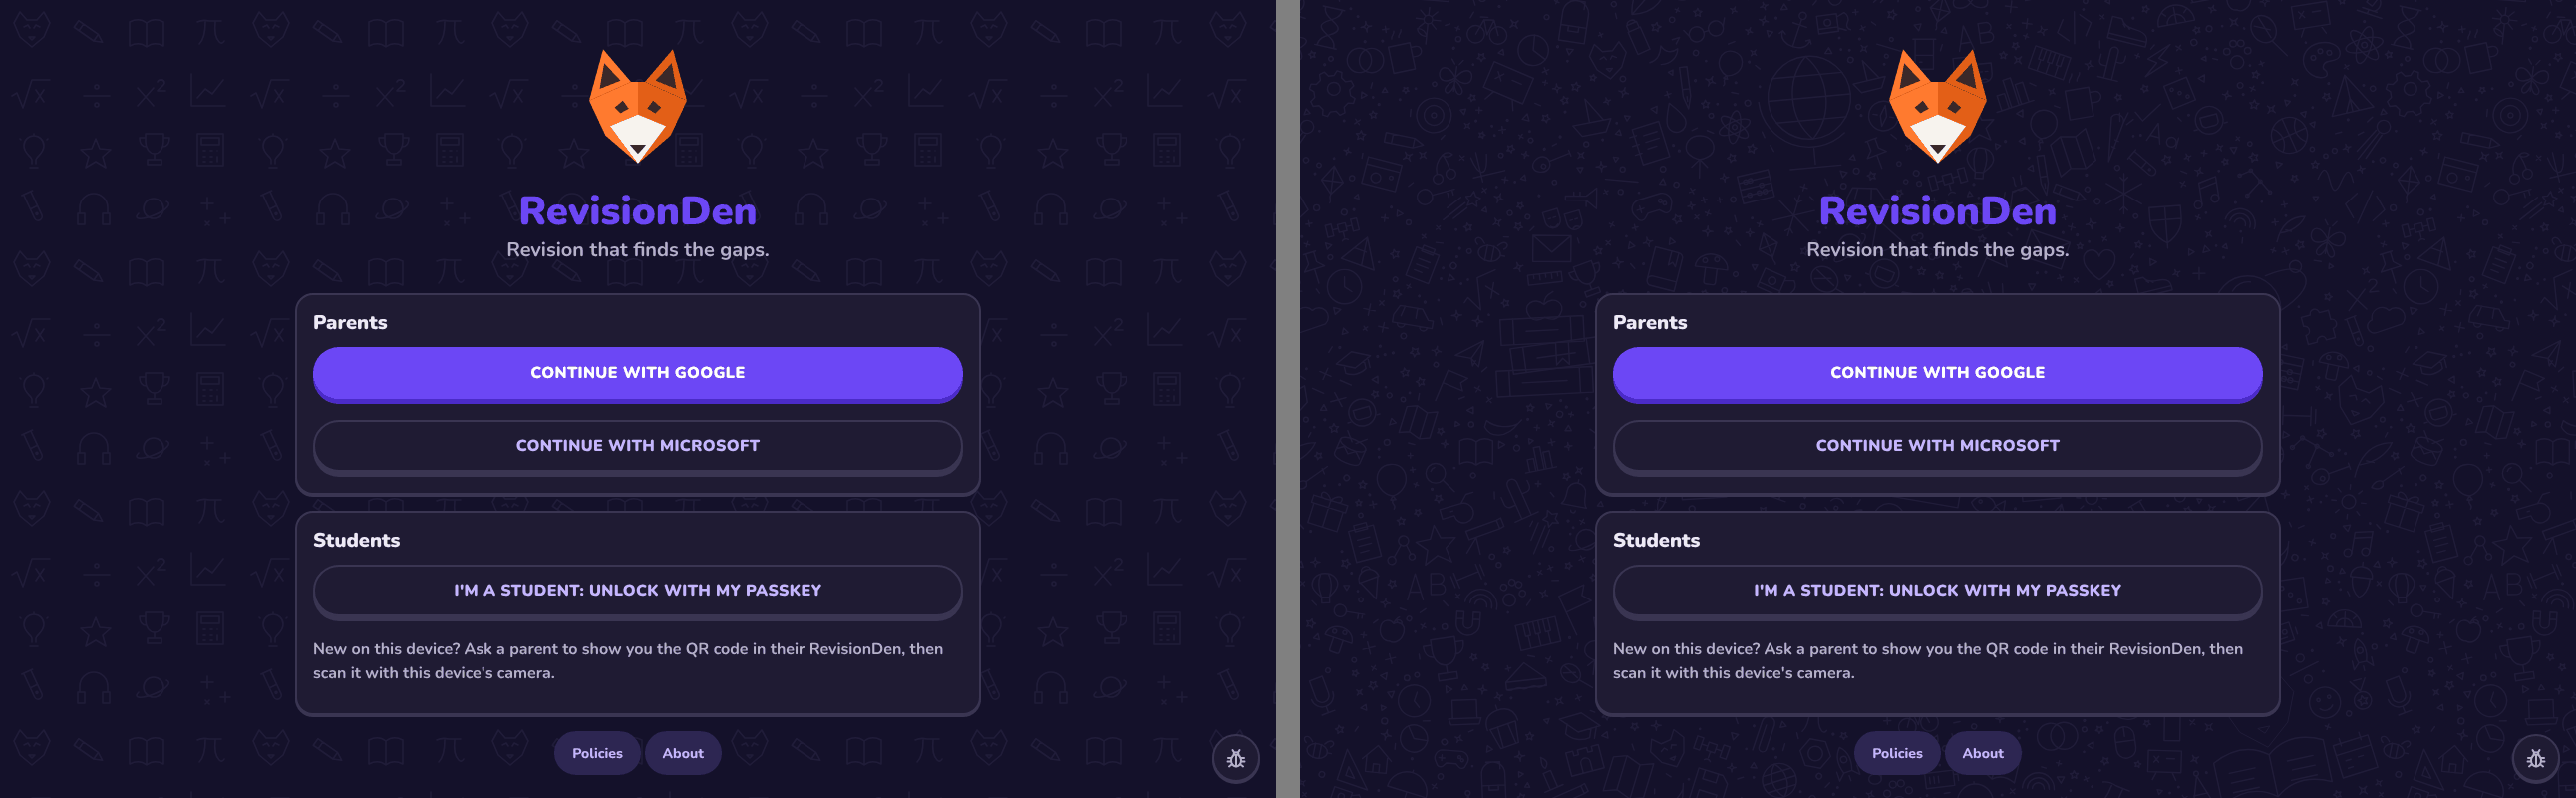 RevisionDen
Revision that finds the gaps.
Parents
CONTINUE WITH GOOGLE
CONTINUE WITH MICROSOFT
Students
I'M A STUDENT: UNLOCK WITH MY PASSKEY
New on this device? Ask a parent to show you the QR code in their RevisionDen, then
scan it with this device's camera.
Policies About
RevisionDen
Revision that finds the gaps.
Parents
CONTINUE WITH GOOGLE
CONTINUE WITH MICROSOFT
Students
I'M A STUDENT: UNLOCK WITH MY PASSKEY
New on this device? Ask a parent to show you the QR code in their RevisionDen, then
scan it with this device's camera.
Policies About